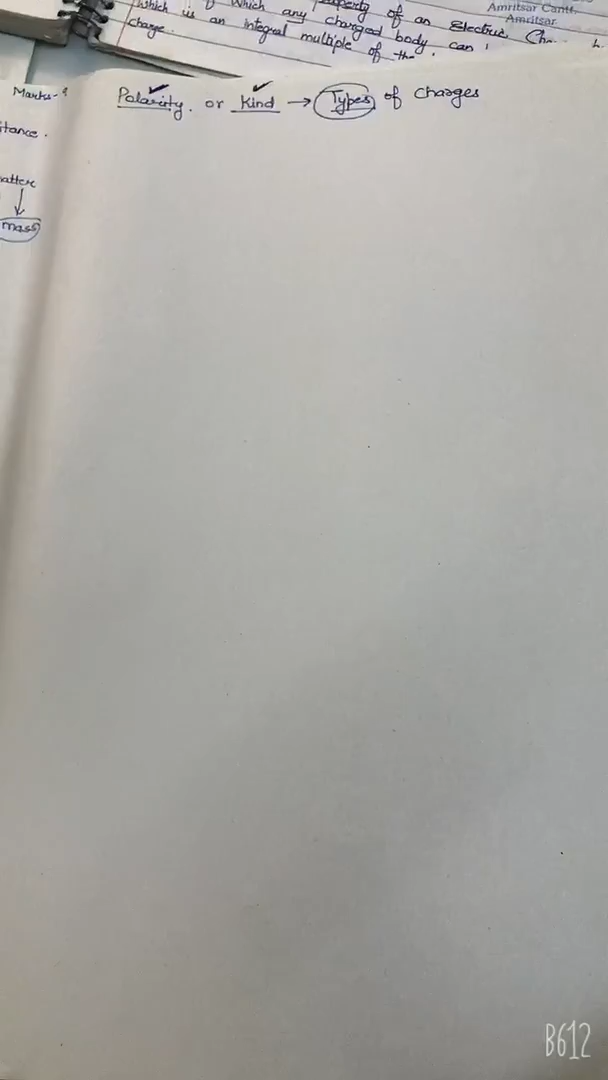 Amritsar Cantt.
Amritsar
which is which any charged body can
property of an Electric
charge. an integral multiple of the
Marks-
Polarity. or Kind → Types of charges
stance.
matter
↓
mass
B612